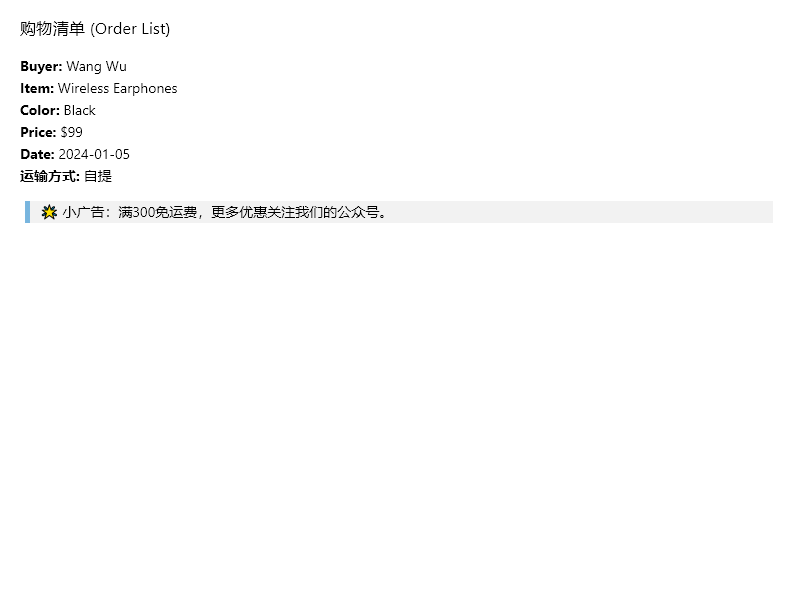 购物清单 (Order List)
Buyer: Wang Wu
Item: Wireless Earphones
Color: Black
Price: $99
Date: 2024-01-05
运输方式: 自提
小广告：满300免运费，更多优惠关注我们的公众号。